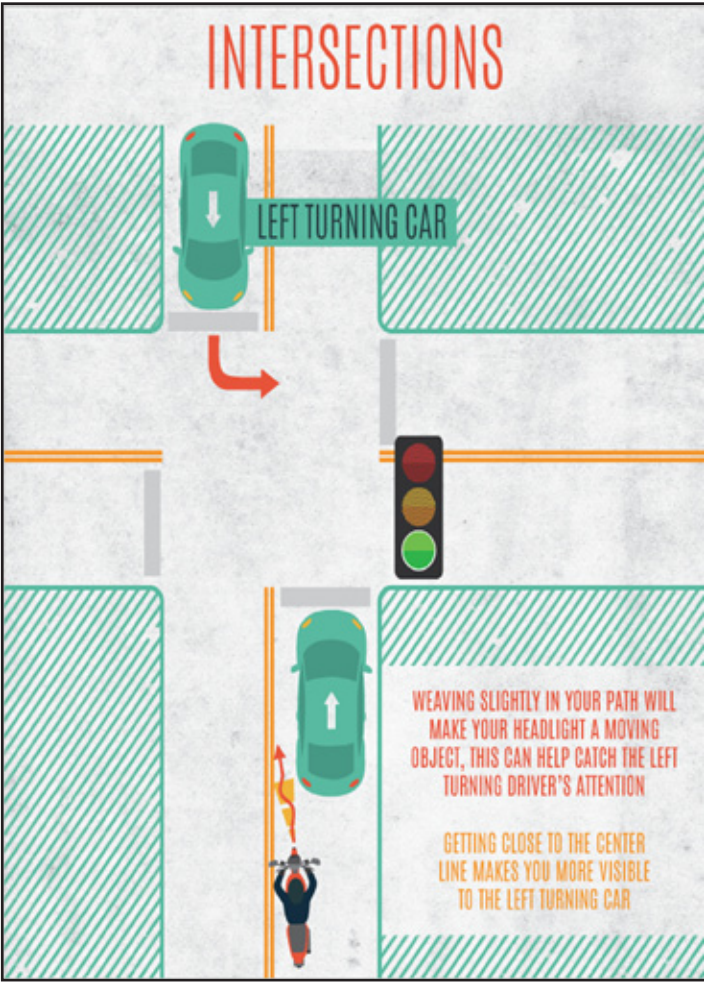 INTERSECTIONS
LEFT TURNING CAR
WEAVING SLIGHTLY IN YOUR PATH WILL
MAKE YOUR HEADLIGHT A MOVING
OBJECT, THIS CAN HELP CATCH THE LEFT
TURNING DRIVER'S ATTENTION
GETTING CLOSE TO THE CENTER
LINE MAKES YOU MORE VISIBLE
TO THE LEFT TURNING CAR